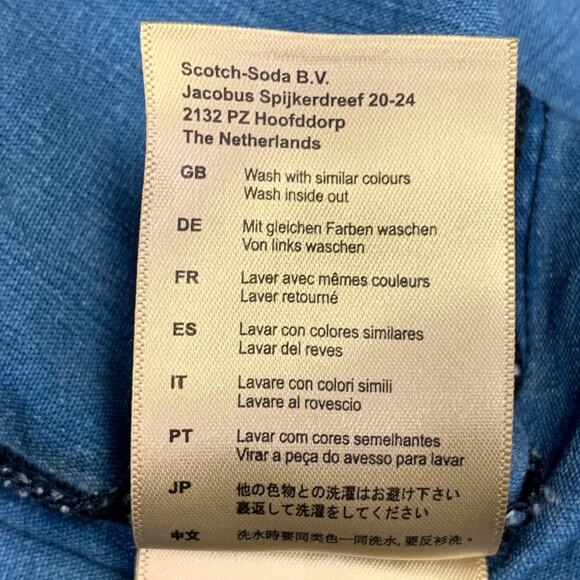 Scotch-Soda B.V.
Jacobus Spijkerdreef 20-24
2132 PZ Hoofddorp
The Netherlands
GB Wash with similar colours
Wash inside out
DE Mit gleichen Farben waschen
Von links waschen
FR Laver avec mêmes couleurs
Laver retourné
ES Lavar con colores similares
Lavar del reves
IT Lavare con colori simili
Lavare al rovescio
PT Lavar com cores semelhantes
Virar a peça do avesso para lavar
JP 他の色物との洗濯はお避け下さい
裏返して洗濯をしてください
中文 洗水時要同类色一同洗水,要反衫洗。